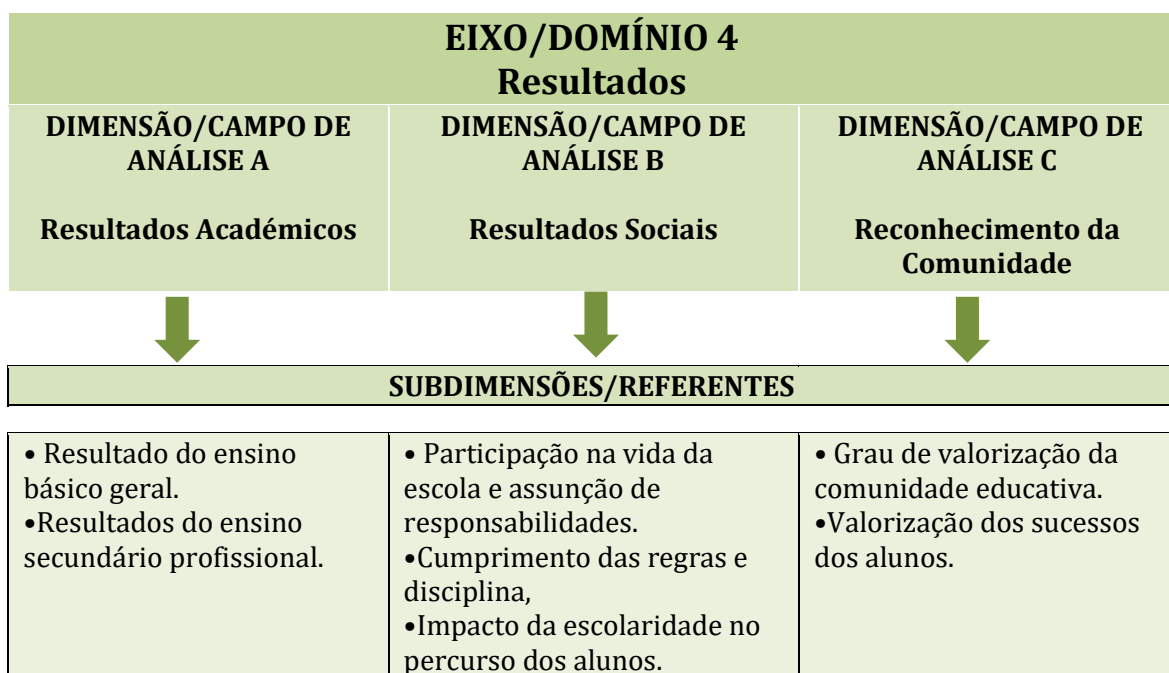 EIXO/DOMÍNIO 4
Resultados
DIMENSÃO/CAMPO DE
ANÁLISE A
Resultados Académicos
DIMENSÃO/CAMPO DE
ANÁLISE B
Resultados Sociais
DIMENSÃO/CAMPO DE
ANÁLISE C
Reconhecimento da
Comunidade
SUBDIMENSÕES/REFERENTES
• Resultado do ensino
básico geral.
•Resultados do ensino
secundário profissional.
• Participação na vida da
escola e assunção de
responsabilidades.
•Cumprimento das regras e
disciplina,
•Impacto da escolaridade no
percurso dos alunos.
• Grau de valorização da
comunidade educativa.
•Valorização dos sucessos
dos alunos.